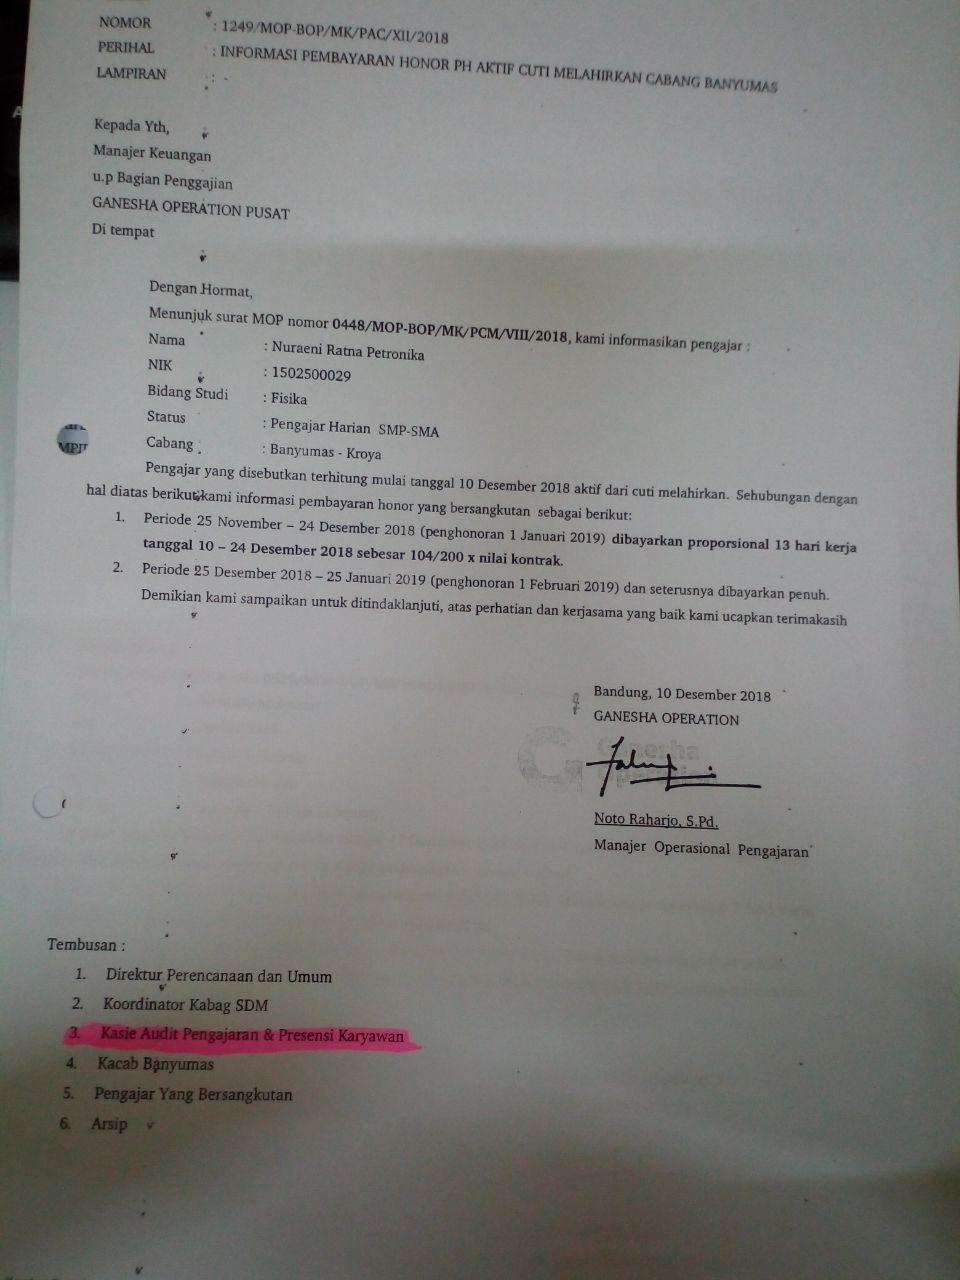 NOMOR : 1249/MOP-BOP/MK/PAC/XII/2018
PERIHAL : INFORMASI PEMBAYARAN HONOR PH AKTIF CUTI MELAHIRKAN CABANG BANYUMAS
LAMPIRAN : -
Kepada Yth,
Manajer Keuangan
u.p Bagian Penggajian
GANESHA OPERATION PUSAT
Di tempat
Dengan Hormat,
Menunjuk surat MOP nomor 0448/MOP-BOP/MK/PCM/VIII/2018, kami informasikan pengajar :
Nama : Nuraeni Ratna Petronika
NIK : 1502500029
Bidang Studi : Fisika
Status : Pengajar Harian SMP-SMA
Cabang : Banyumas - Kroya
Pengajar yang disebutkan terhitung mulai tanggal 10 Desember 2018 aktif dari cuti melahirkan. Sehubungan dengan
hal diatas berikut kami informasi pembayaran honor yang bersangkutan sebagai berikut:
1. Periode 25 November – 24 Desember 2018 (penghonoran 1 Januari 2019) dibayarkan proporsional 13 hari kerja
tanggal 10 – 24 Desember 2018 sebesar 104/200 x nilai kontrak.
2. Periode 25 Desember 2018 – 25 Januari 2019 (penghonoran 1 Februari 2019) dan seterusnya dibayarkan penuh.
Demikian kami sampaikan untuk ditindaklanjuti, atas perhatian dan kerjasama yang baik kami ucapkan terimakasih
Bandung, 10 Desember 2018
GANESHA OPERATION
Ganesha
Operation
Noto Raharjo, S.Pd.
Manajer Operasional Pengajaran
Tembusan :
1. Direktur Perencanaan dan Umum
2. Koordinator Kabag SDM
3. Kasie Audit Pengajaran & Presensi Karyawan
4. Kacab Banyumas
5. Pengajar Yang Bersangkutan
6. Arsip